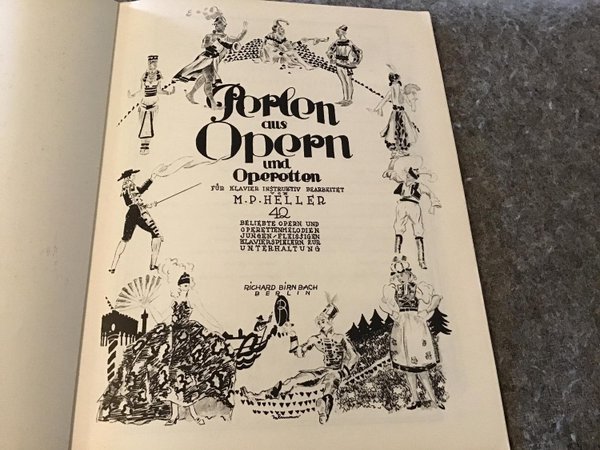 Perlen
aus
Opern
und
Operetten
FÜR KLAVIER INSTRUKTIV BEARBEITET
VON
M.P. HELLER
42
BELIEBTE OPERN UND
OPERETTENMELODIEN
JUNGEN-FLEISSIGEN
KLAVIERSPIELERN ZUR
UNTERHALTUNG
RICHARD BIRNBACH
BERLIN